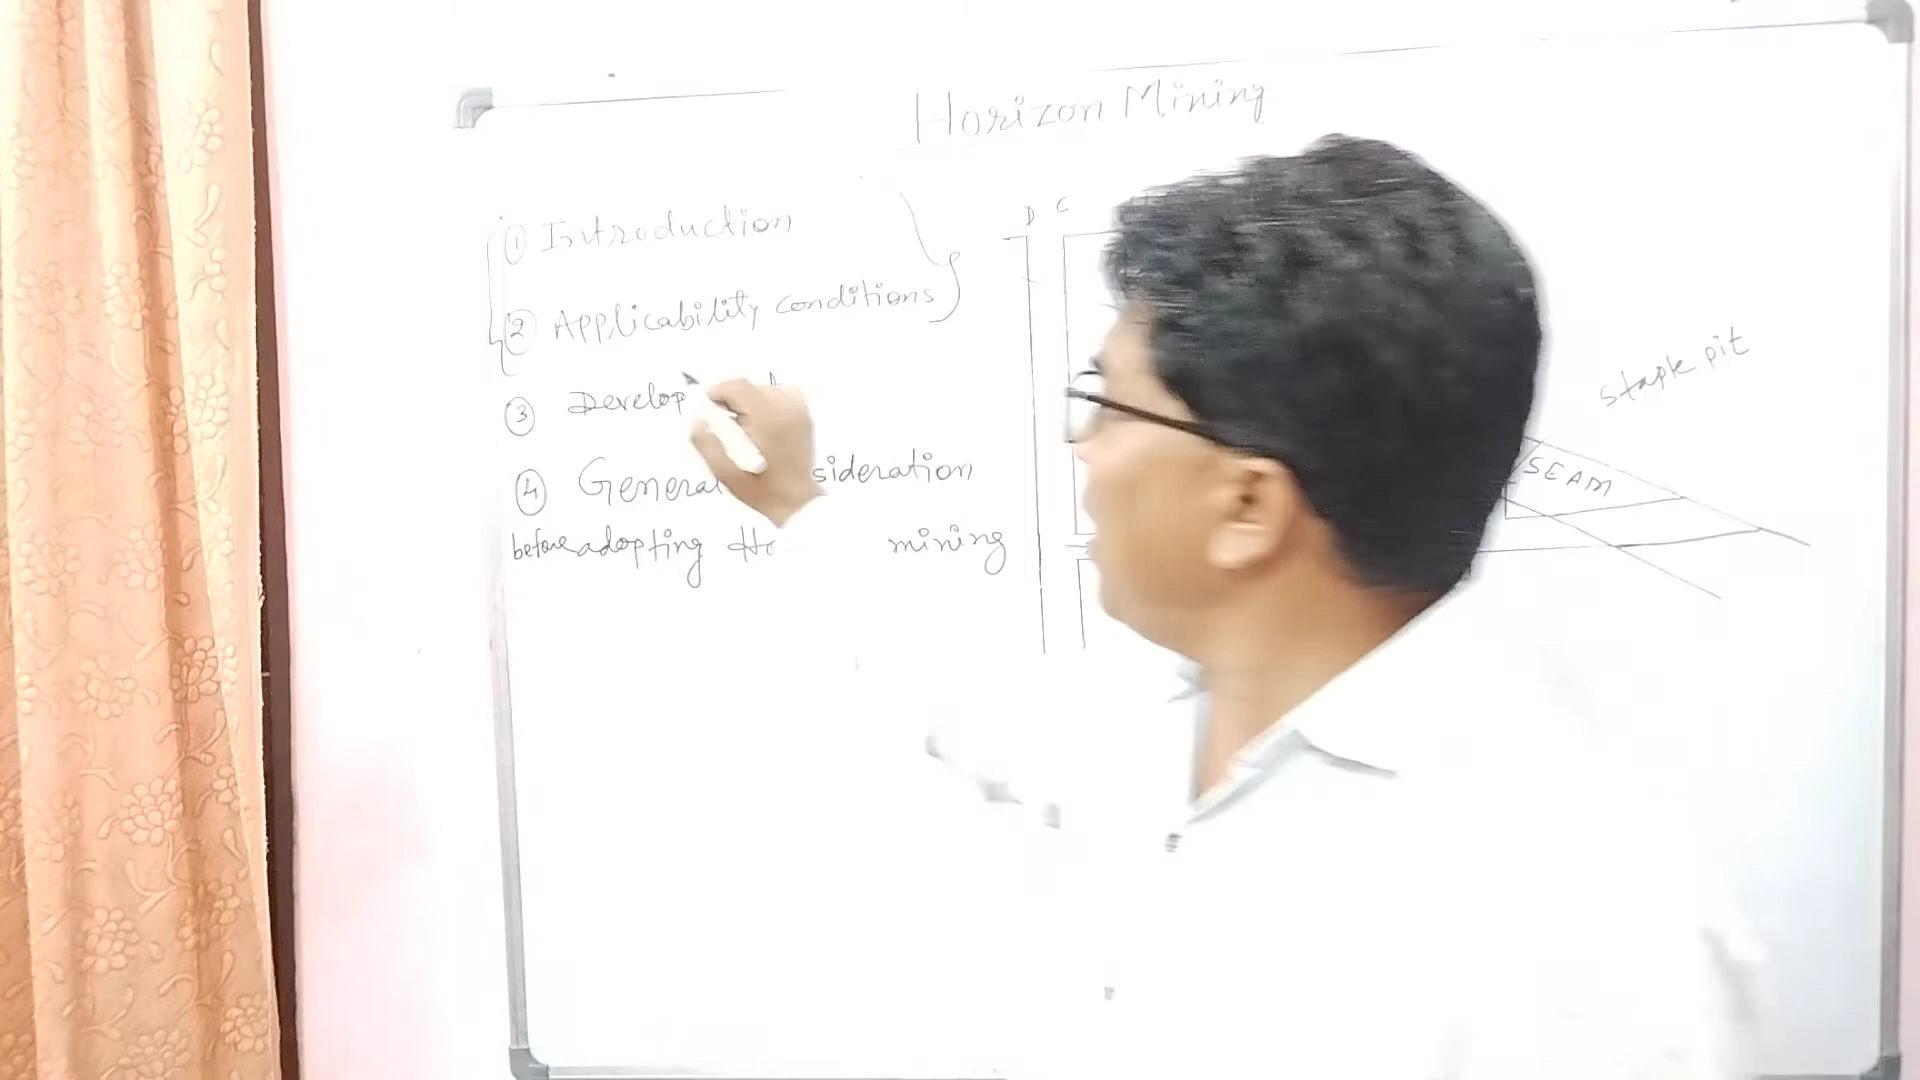 Horizon Mining
① Introduction
② Applicability conditions
③ Develop
④ General sideration
before adopting Ho mining
D C
staple pit
SEAM